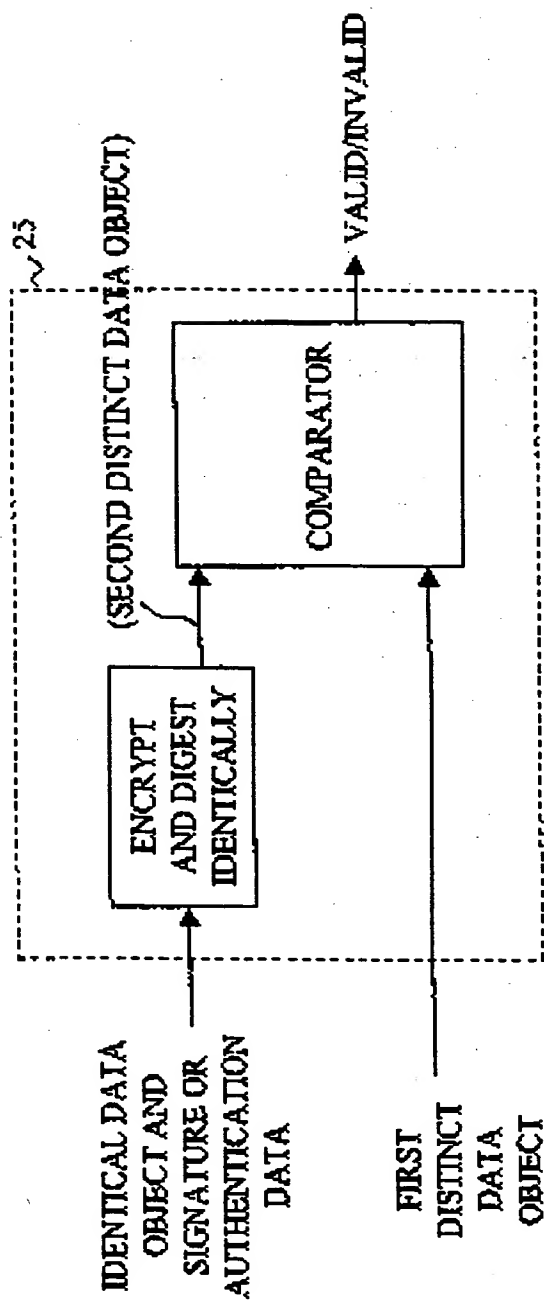 25
(SECOND DISTINCT DATA OBJECT)
IDENTICAL DATA
OBJECT AND
SIGNATURE OR
AUTHENTICATION
DATA
ENCRYPT
AND DIGEST
IDENTICALLY
COMPARATOR
VALID/INVALID
FIRST
DISTINCT
DATA
OBJECT